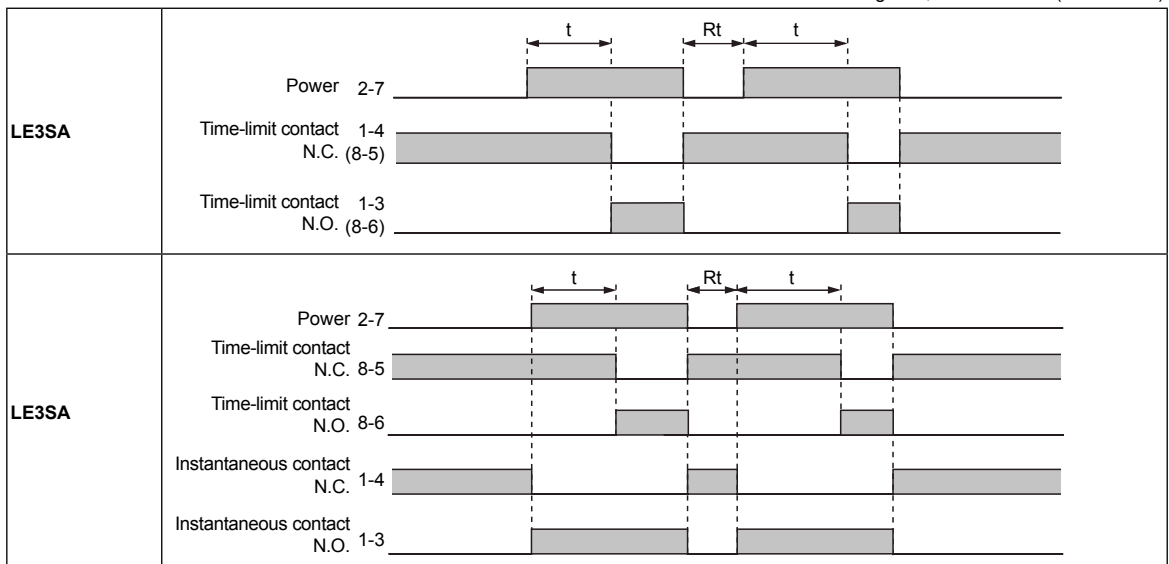 t Rt t
Power 2-7
LE3SA
Time-limit contact 1-4
N.C. (8-5)
Time-limit contact 1-3
N.O. (8-6)
t Rt t
Power 2-7
Time-limit contact
N.C. 8-5
LE3SA
Time-limit contact
N.O. 8-6
Instantaneous contact
N.C. 1-4
Instantaneous contact
N.O. 1-3